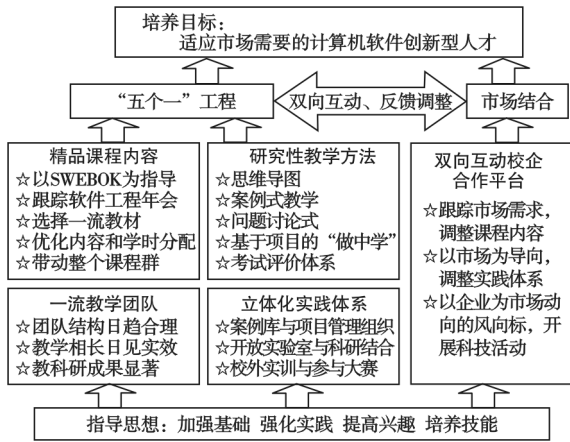 培养目标：
适应市场需要的计算机软件创新型人才
“五个一”工程
双向互动、反馈调整
市场结合
精品课程内容
☆以SWEBOK为指导
☆跟踪软件工程年会
☆选择一流教材
☆优化内容和学时分配
☆带动整个课程群
研究性教学方法
☆思维导图
☆案例式教学
☆问题讨论式
☆基于项目的“做中学”
☆考试评价体系
双向互动校企
合作平台
☆跟踪市场需求，
调整课程内容
☆以市场为导向，
调整实践体系
☆以企业为市场动
向的风向标，开
展科技活动
一流教学团队
☆团队结构日趋合理
☆教学相长日见实效
☆教科研成果显著
立体化实践体系
☆案例库与项目管理组织
☆开放实验室与科研结合
☆校外实训与参与大赛
指导思想：加强基础 强化实践 提高兴趣 培养技能